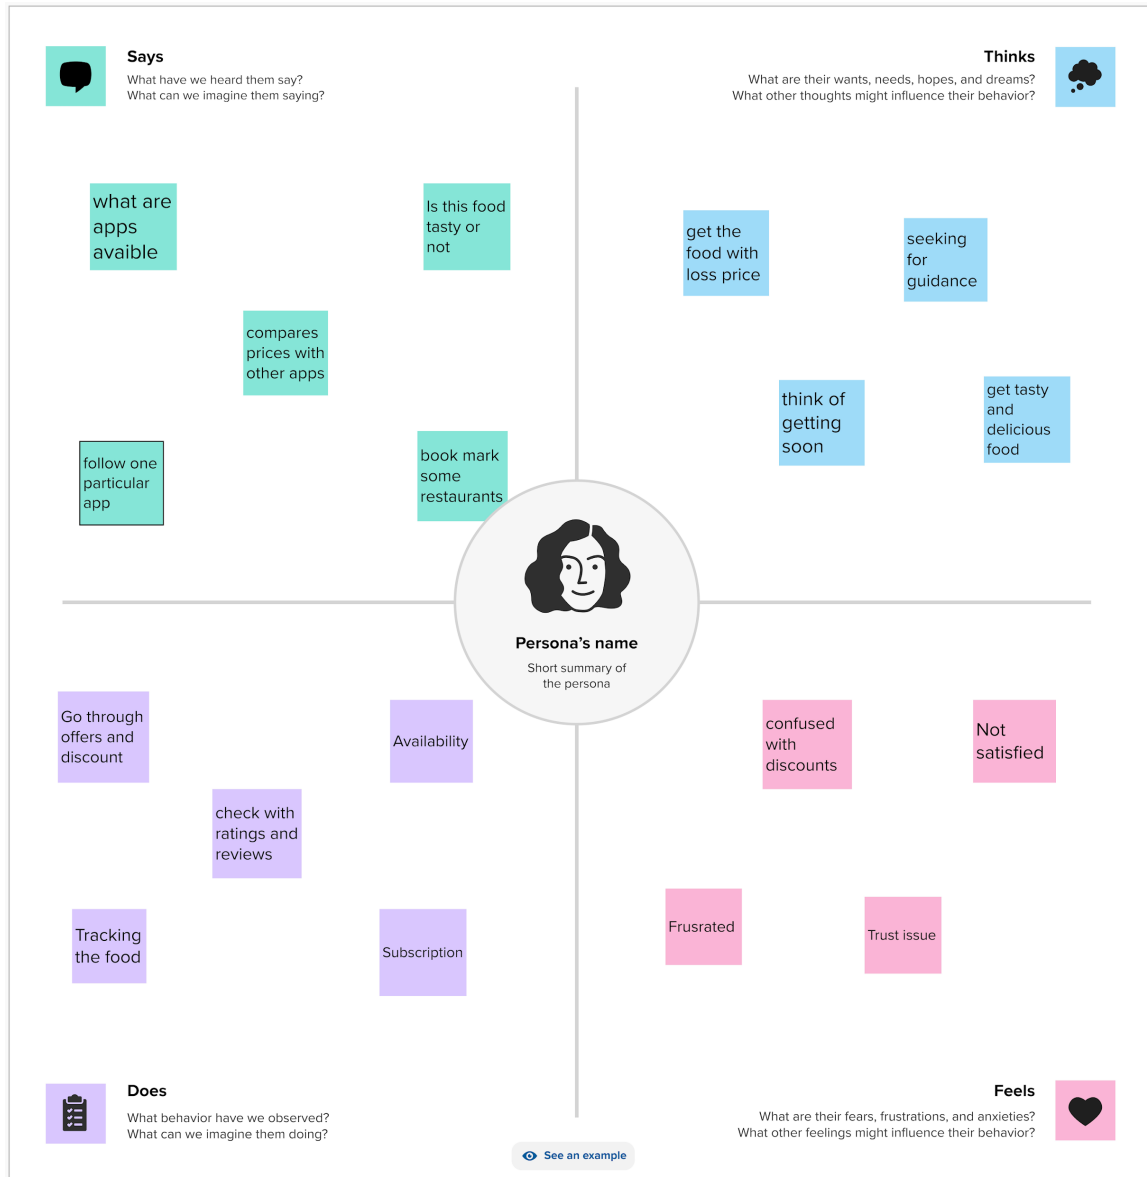 Says
What have we heard them say?
What can we imagine them saying?
Thinks
What are their wants, needs, hopes, and dreams?
What other thoughts might influence their behavior?
what are
apps
avaible
Is this food
tasty or
not
compares
prices with
other apps
follow one
particular
app
book mark
some
restaurants
get the
food with
loss price
seeking
for
guidance
think of
getting
soon
get tasty
and
delicious
food
Persona’s name
Short summary of
the persona
Go through
offers and
discount
Availability
check with
ratings and
reviews
Tracking
the food
Subscription
confused
with
discounts
Not
satisfied
Frusrated
Trust issue
Does
What behavior have we observed?
What can we imagine them doing?
Feels
What are their fears, frustrations, and anxieties?
What other feelings might influence their behavior?
See an example